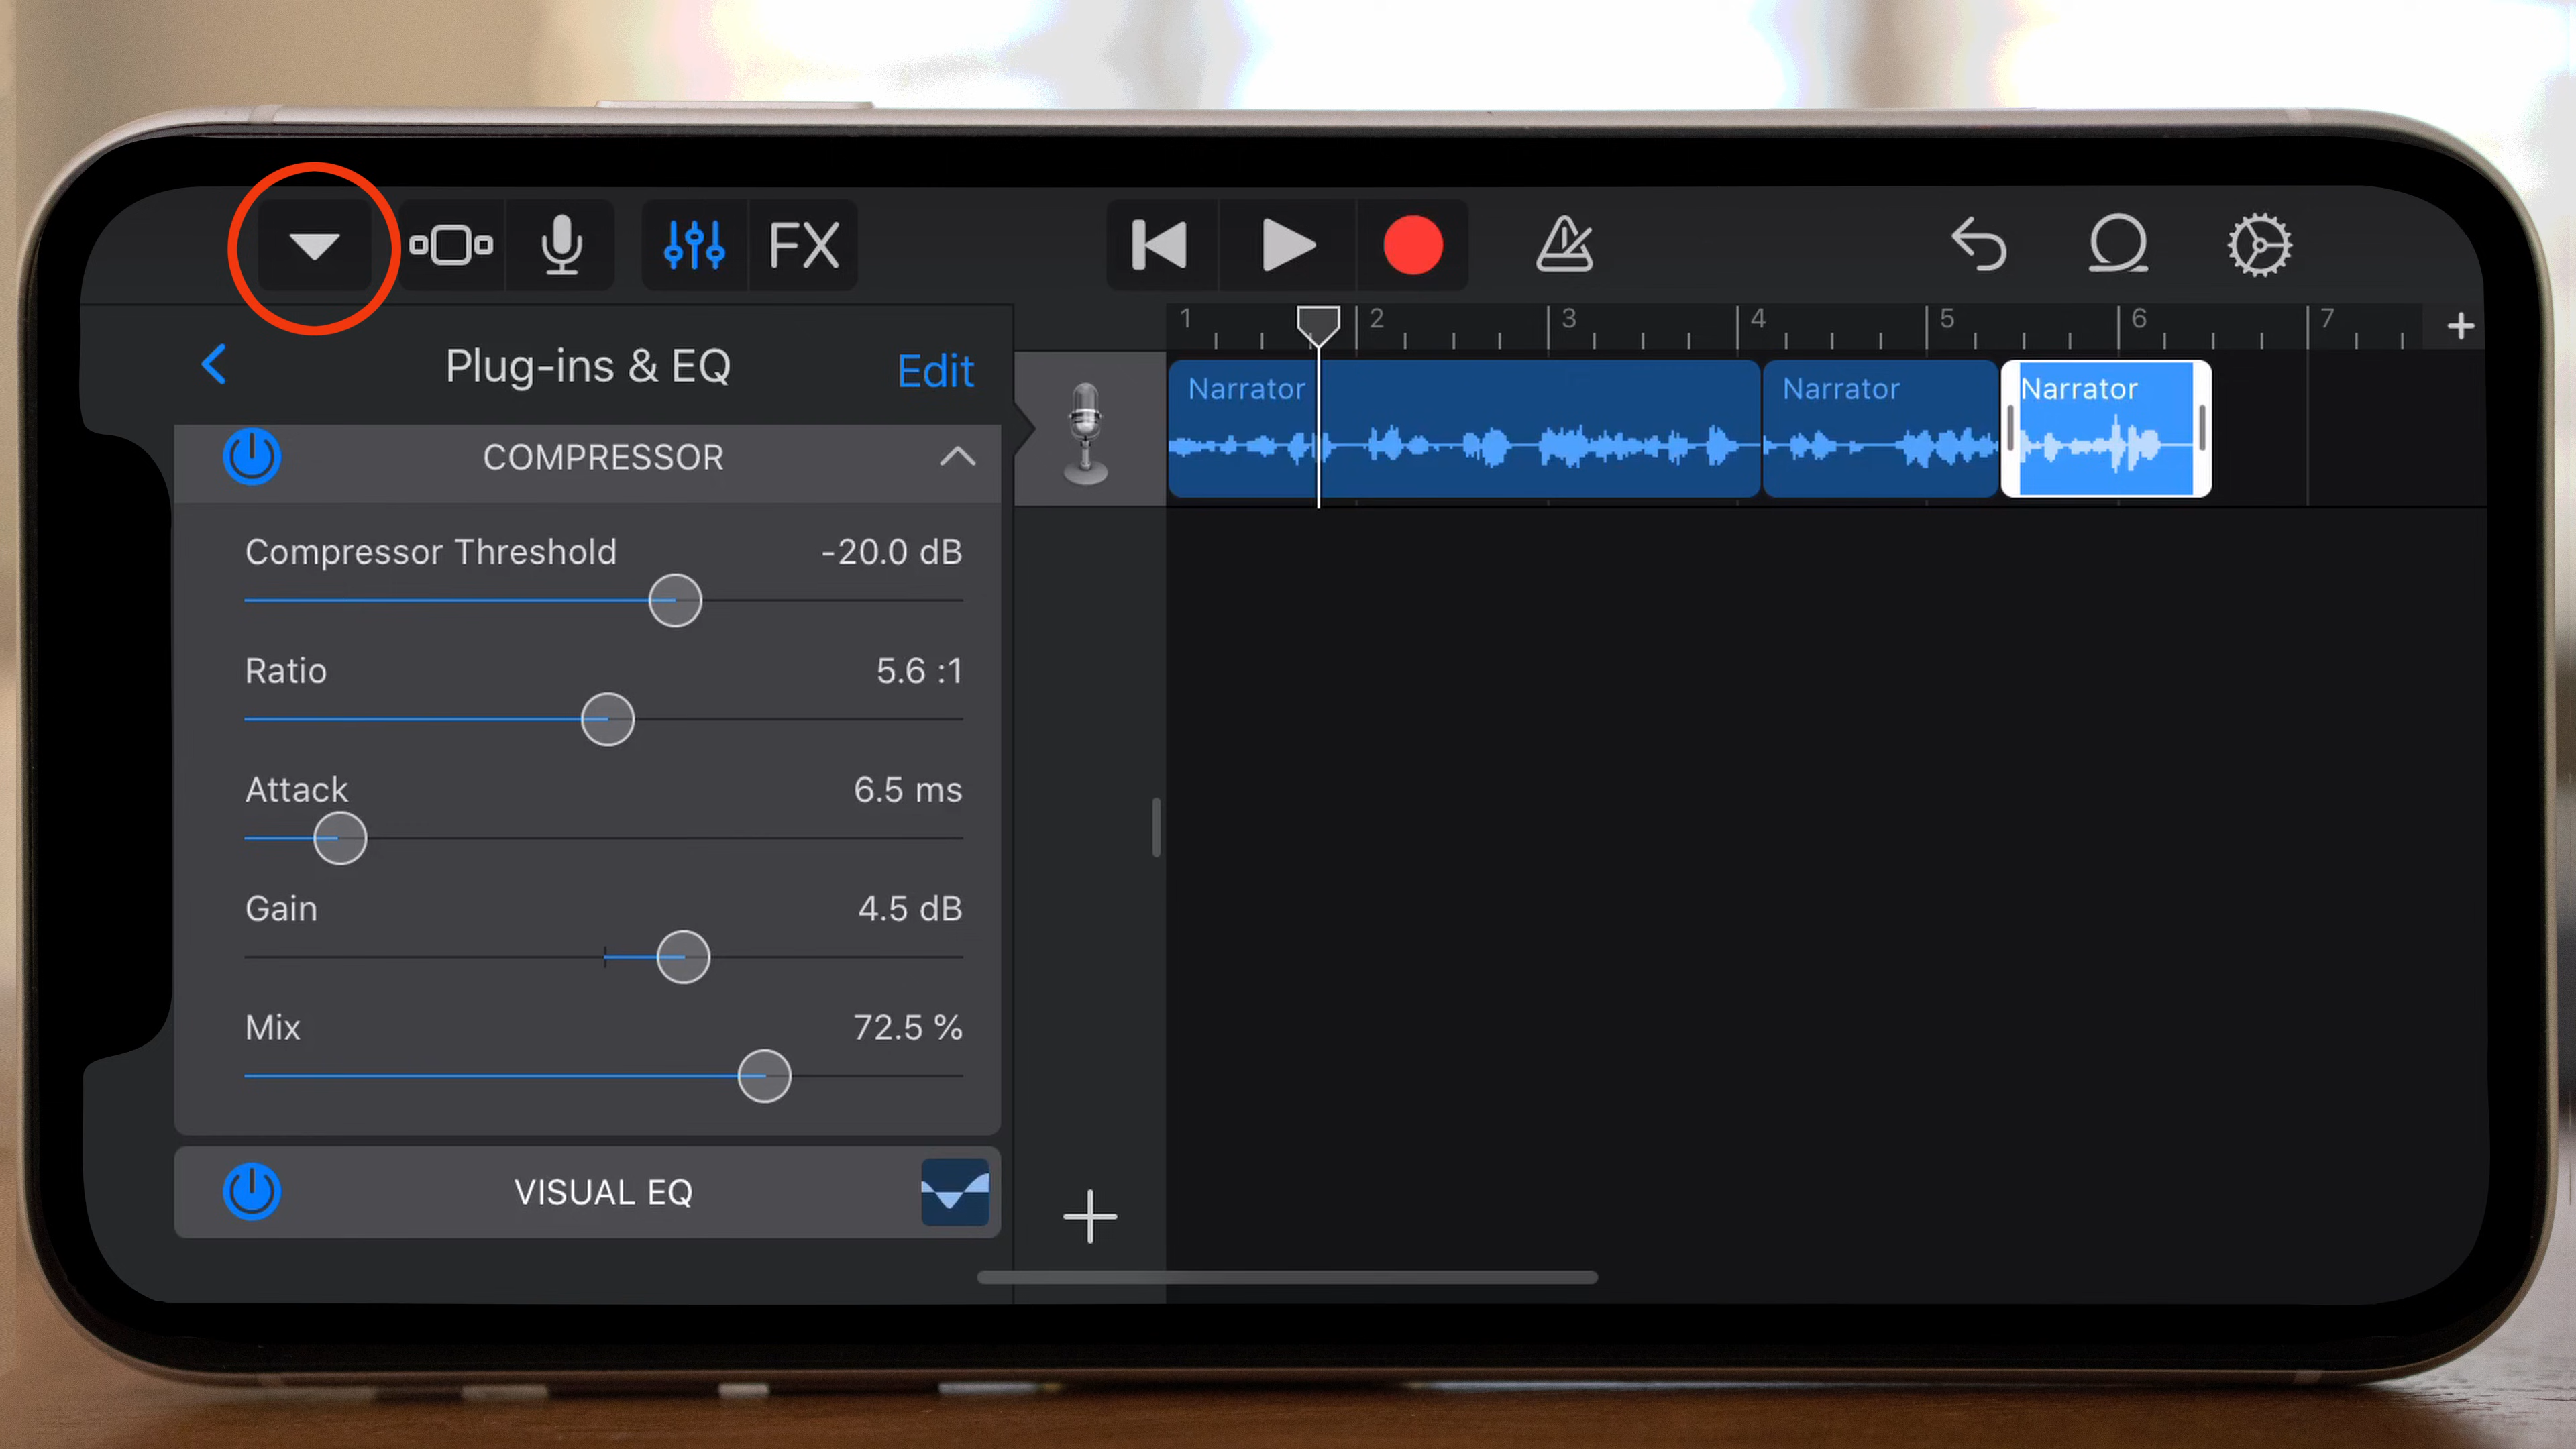 FX
1 2 3 4 5 6 7
Plug-ins & EQ
Edit
Narrator Narrator Narrator
COMPRESSOR
Compressor Threshold -20.0 dB
Ratio 5.6 :1
Attack 6.5 ms
Gain 4.5 dB
Mix 72.5 %
VISUAL EQ